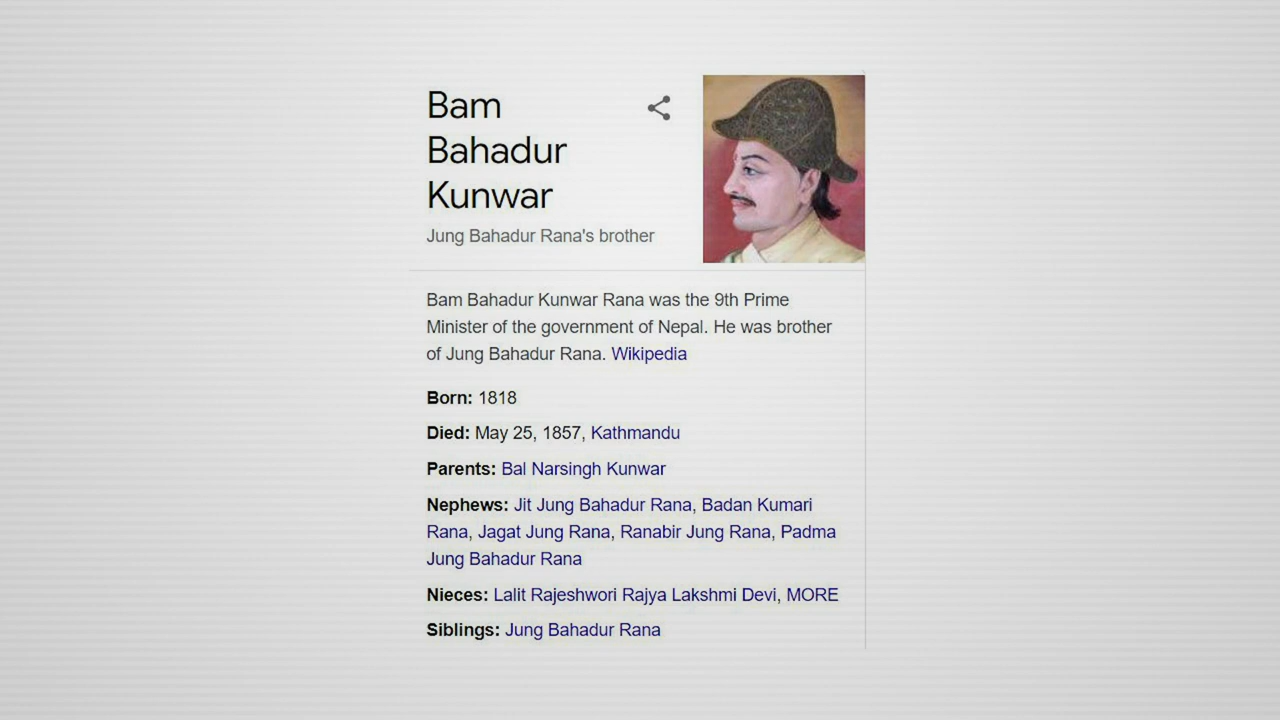 Bam
Bahadur
Kunwar
Jung Bahadur Rana's brother
Bam Bahadur Kunwar Rana was the 9th Prime
Minister of the government of Nepal. He was brother
of Jung Bahadur Rana. Wikipedia
Born: 1818
Died: May 25, 1857, Kathmandu
Parents: Bal Narsingh Kunwar
Nephews: Jit Jung Bahadur Rana, Badan Kumari
Rana, Jagat Jung Rana, Ranabir Jung Rana, Padma
Jung Bahadur Rana
Nieces: Lalit Rajeshwori Rajya Lakshmi Devi, MORE
Siblings: Jung Bahadur Rana